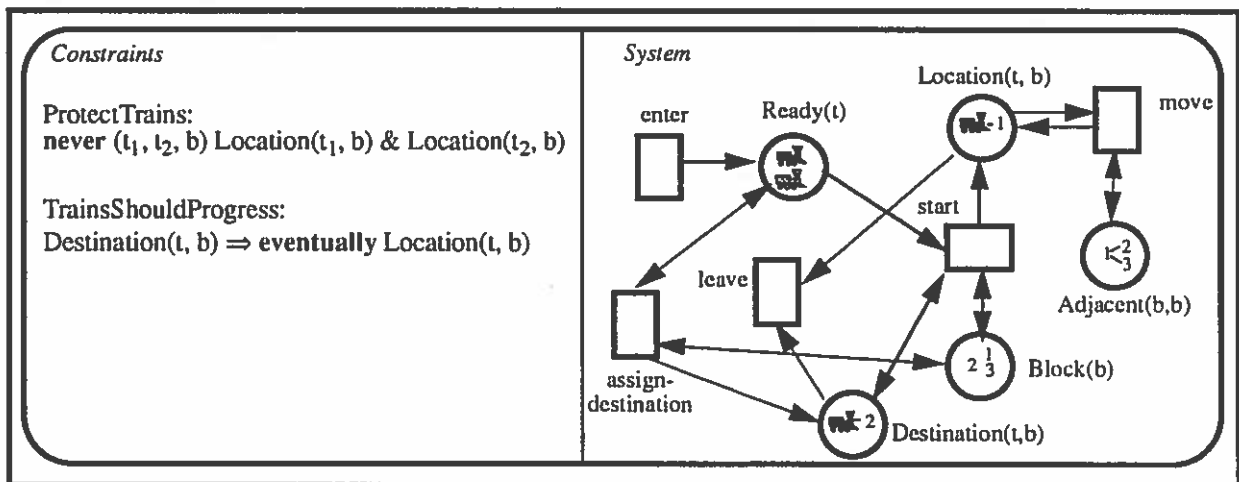 Constraints
ProtectTrains:
never (t₁, t₂, b) Location(t₁, b) & Location(t₂, b)
TrainsShouldProgress:
Destination(t, b) ⇒ eventually Location(t, b)
System
Location(t, b)
enter
Ready(t)
move
-1
start
leave
1< 2 3
Adjacent(b,b)
2 1 3
Block(b)
assign-
destination
- 2
Destination(t,b)